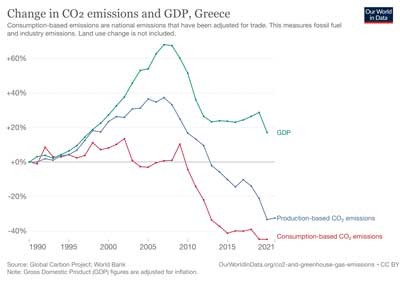 Change in CO₂ emissions and GDP, Greece
Our World
in Data
Consumption-based emissions are national emissions that have been adjusted for trade. This measures fossil fuel
and industry emissions. Land use change is not included.
+60%
+40%
+20%
+0%
-20%
-40%
GDP
Production-based CO₂ emissions
Consumption-based CO₂ emissions
1990 1995 2000 2005 2010 2015 2021
Source: Global Carbon Project; World Bank
OurWorldinData.org/co2-and-greenhouse-gas-emissions • CC BY
Note: Gross Domestic Product (GDP) figures are adjusted for inflation.